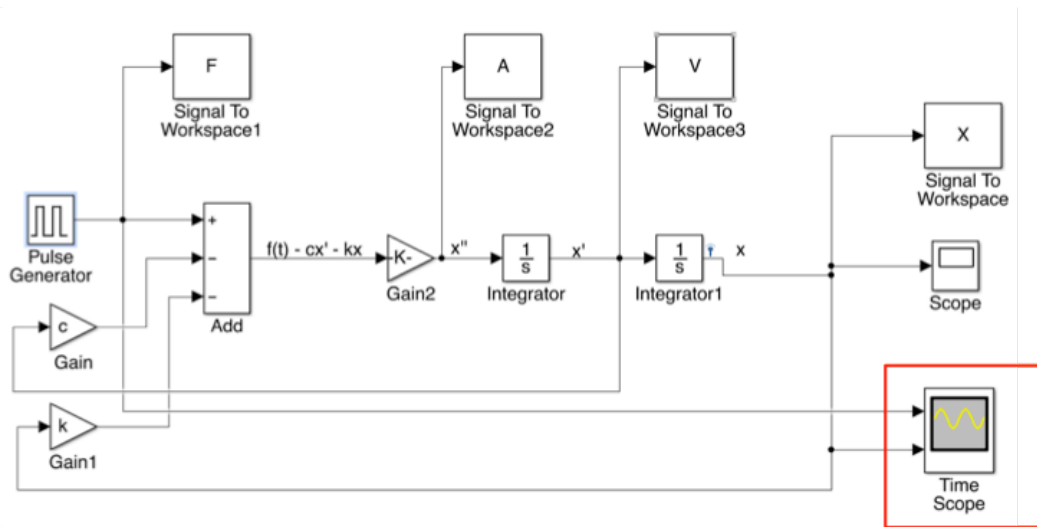 F
Signal To
Workspace1
A
Signal To
Workspace2
V
Signal To
Workspace3
X
Signal To
Workspace
Pulse
Generator
+
−
−
Add
f(t) - cx' - kx
-K-
Gain2
x"
1
s
Integrator
x'
1
s
Integrator1
x
Scope
c
Gain
k
Gain1
Time
Scope